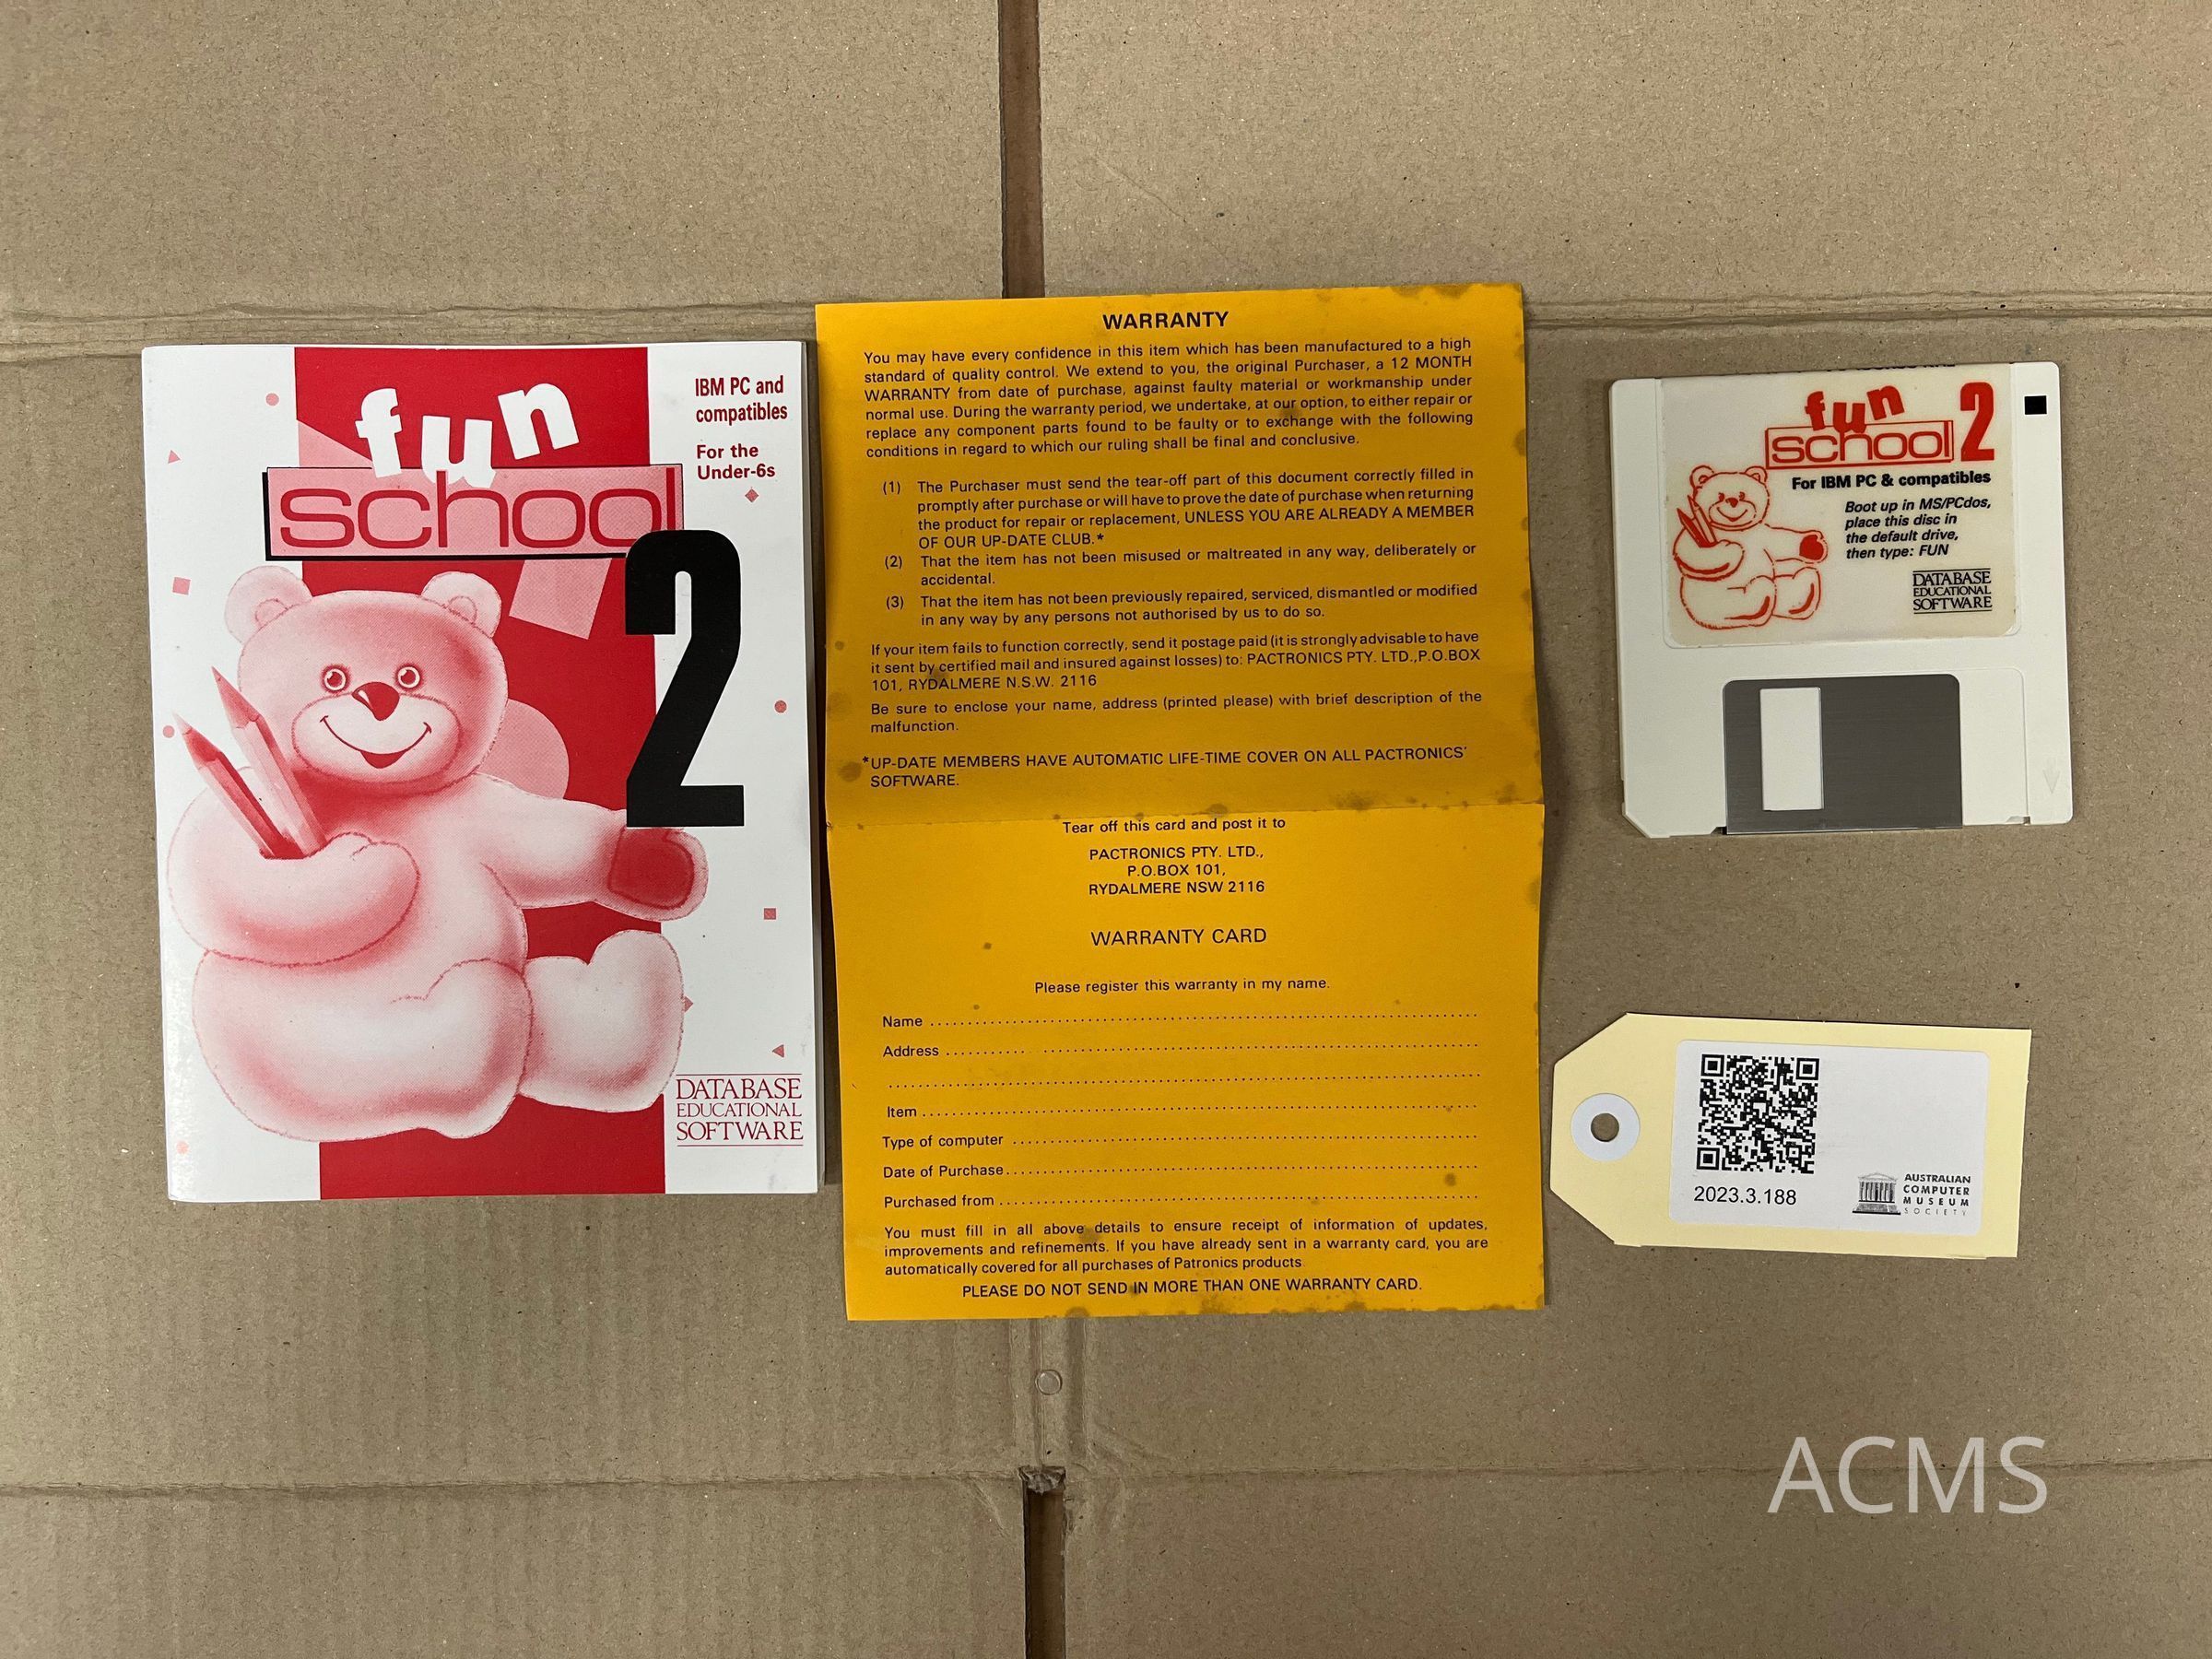 fun
school
2
IBM PC and
compatibles
For the
Under-6s
DATABASE
EDUCATIONAL
SOFTWARE
WARRANTY
You may have every confidence in this item which has been manufactured to a high
standard of quality control. We extend to you, the original Purchaser, a 12 MONTH
WARRANTY from date of purchase, against faulty material or workmanship under
normal use. During the warranty period, we undertake, at our option, to either repair or
replace any component parts found to be faulty or to exchange with the following
conditions in regard to which our ruling shall be final and conclusive.
(1) The Purchaser must send the tear-off part of this document correctly filled in
promptly after purchase or will have to prove the date of purchase when returning
the product for repair or replacement, UNLESS YOU ARE ALREADY A MEMBER
OF OUR UP-DATE CLUB.*
(2) That the item has not been misused or maltreated in any way, deliberately or
accidental.
(3) That the item has not been previously repaired, serviced, dismantled or modified
in any way by any persons not authorised by us to do so.
If your item fails to function correctly, send it postage paid (it is strongly advisable to have
it sent by certified mail and insured against losses) to: PACTRONICS PTY. LTD.,P.O.BOX
101, RYDALMERE N.S.W. 2116
Be sure to enclose your name, address (printed please) with brief description of the
malfunction.
*UP-DATE MEMBERS HAVE AUTOMATIC LIFE-TIME COVER ON ALL PACTRONICS'
SOFTWARE.
Tear off this card and post it to
PACTRONICS PTY. LTD.,
P.O.BOX 101,
RYDALMERE NSW 2116
WARRANTY CARD
Please register this warranty in my name.
Name
Address
Item
Type of computer
Date of Purchase
Purchased from
You must fill in all above details to ensure receipt of information of updates,
improvements and refinements. If you have already sent in a warranty card, you are
automatically covered for all purchases of Patronics products
PLEASE DO NOT SEND IN MORE THAN ONE WARRANTY CARD.
fun
school 2
For IBM PC & compatibles
Boot up in MS/PCdos,
place this disc in
the default drive,
then type: FUN
DATABASE
EDUCATIONAL
SOFTWARE
2023.3.188
AUSTRALIAN
COMPUTER
MUSEUM
SOCIETY
ACMS